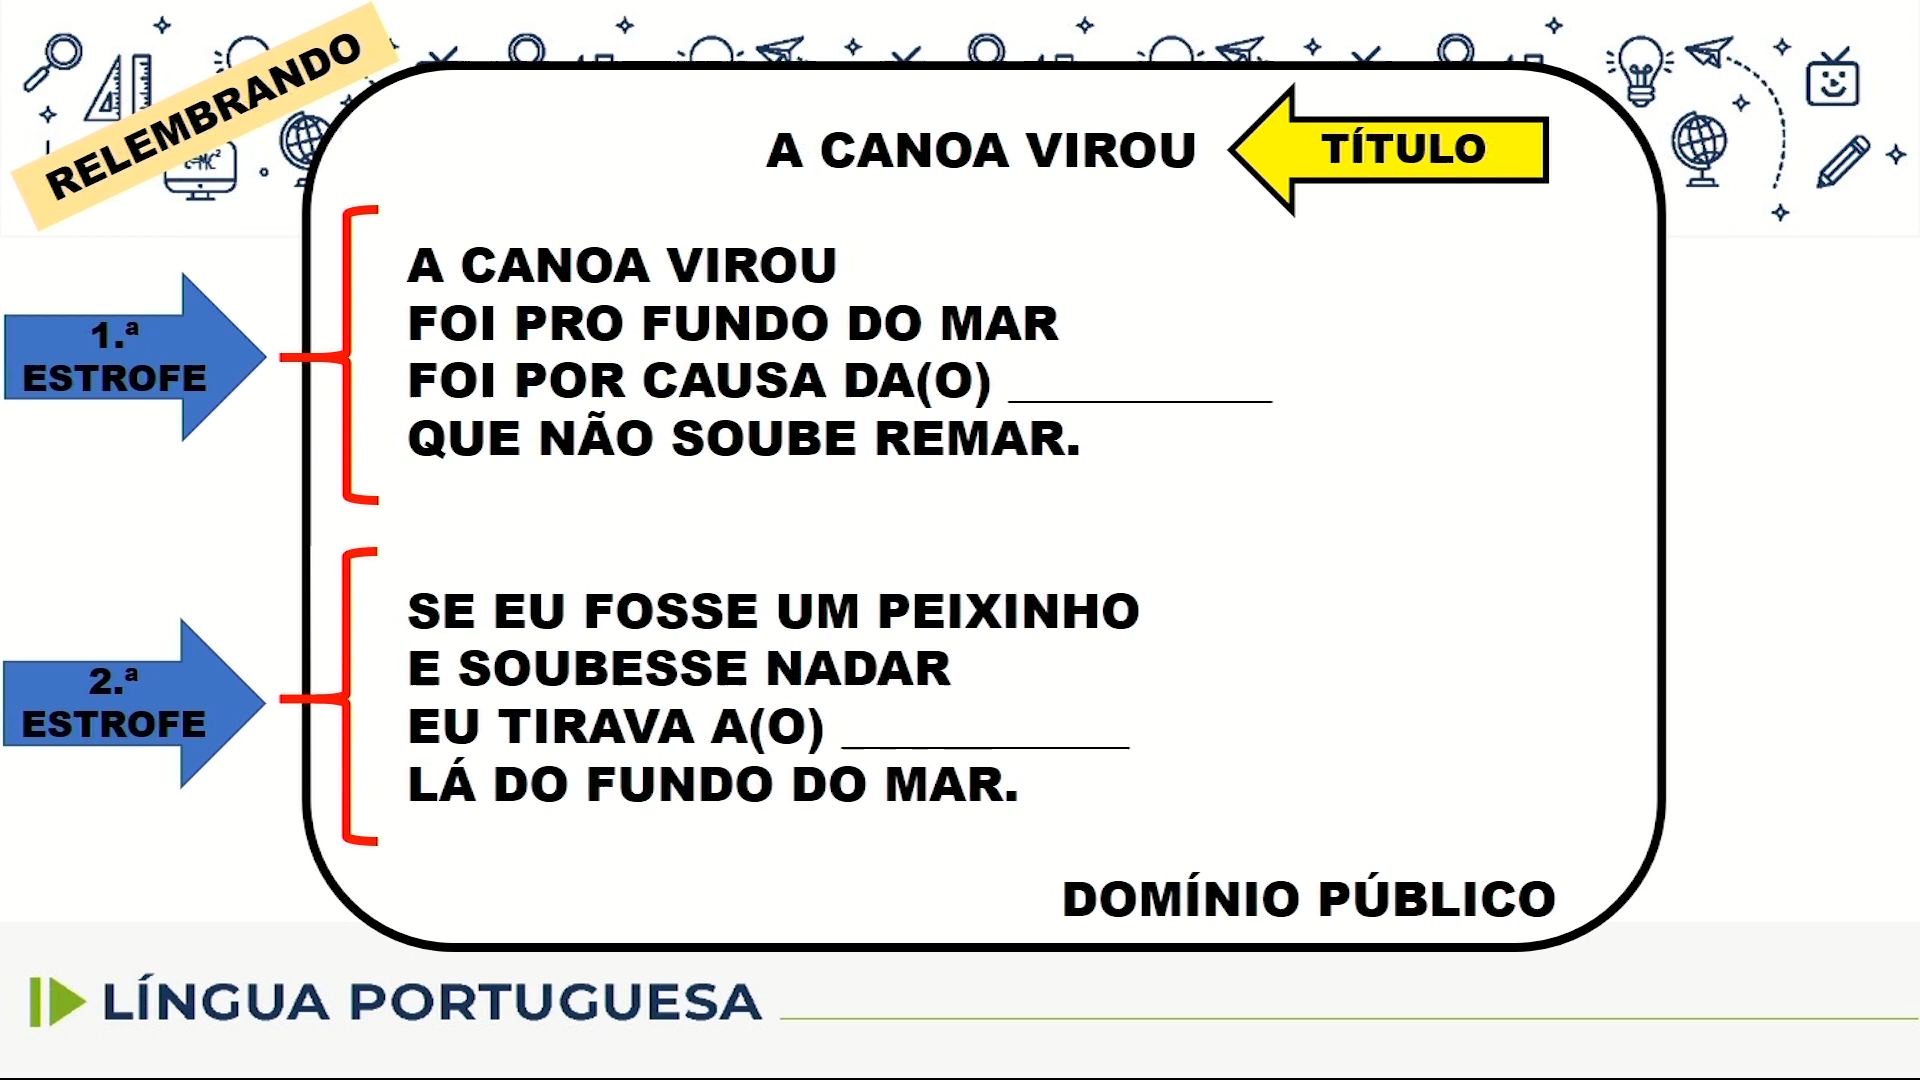 RELEMBRANDO
A CANOA VIROU
TÍTULO
1.ª
ESTROFE
A CANOA VIROU
FOI PRO FUNDO DO MAR
FOI POR CAUSA DA(O) ___________
QUE NÃO SOUBE REMAR.
2.ª
ESTROFE
SE EU FOSSE UM PEIXINHO
E SOUBESSE NADAR
EU TIRAVA A(O) ____________
LÁ DO FUNDO DO MAR.
DOMÍNIO PÚBLICO
LÍNGUA PORTUGUESA